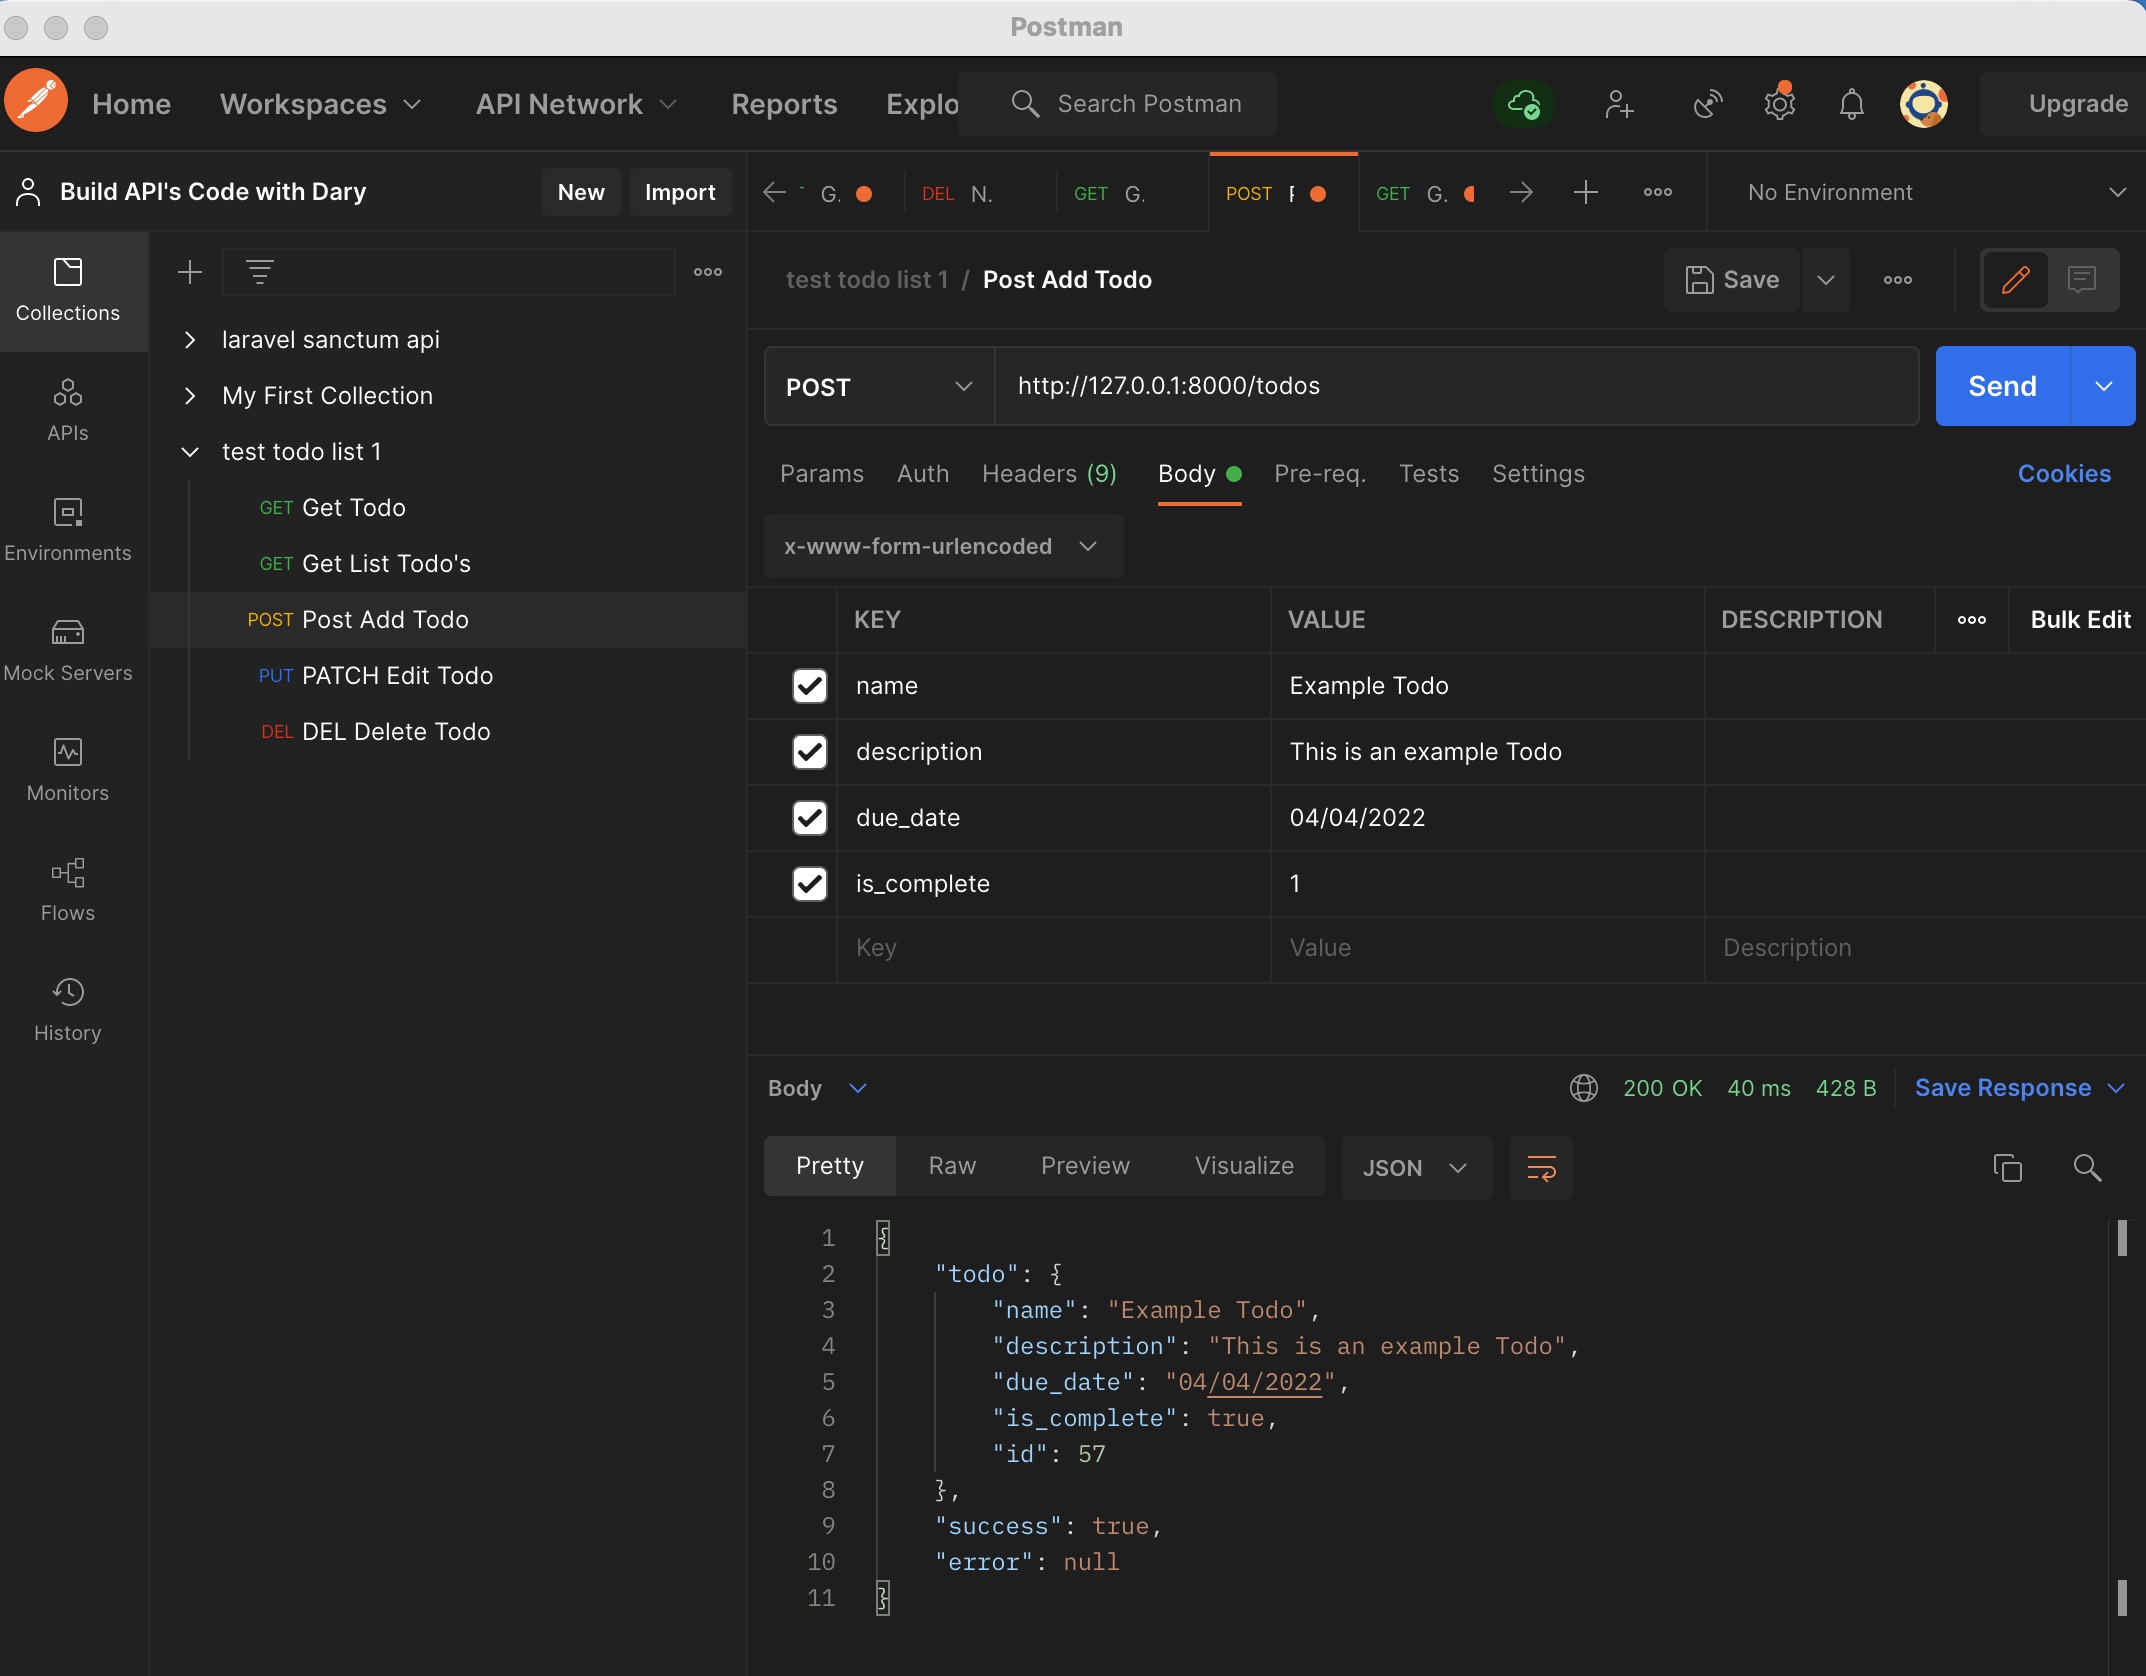 Postman
Home Workspaces API Network Reports Explo Search Postman Upgrade
Build API's Code with Dary New Import
G. DEL N. GET G. POST GET G. No Environment
Collections
APIs
Environments
Mock Servers
Monitors
Flows
History
laravel sanctum api
My First Collection
test todo list 1
GET Get Todo
GET Get List Todo's
POST Post Add Todo
PUT PATCH Edit Todo
DEL DEL Delete Todo
test todo list 1 / Post Add Todo Save
POST http://127.0.0.1:8000/todos Send
Params Auth Headers (9) Body Pre-req. Tests Settings Cookies
x-www-form-urlencoded
KEY VALUE DESCRIPTION Bulk Edit
name Example Todo
description This is an example Todo
due_date 04/04/2022
is_complete 1
Key Value Description
Body 200 OK 40 ms 428 B Save Response
Pretty Raw Preview Visualize JSON
1 {
2 "todo": {
3 "name": "Example Todo",
4 "description": "This is an example Todo",
5 "due_date": "04/04/2022",
6 "is_complete": true,
7 "id": 57
8 },
9 "success": true,
10 "error": null
11 }